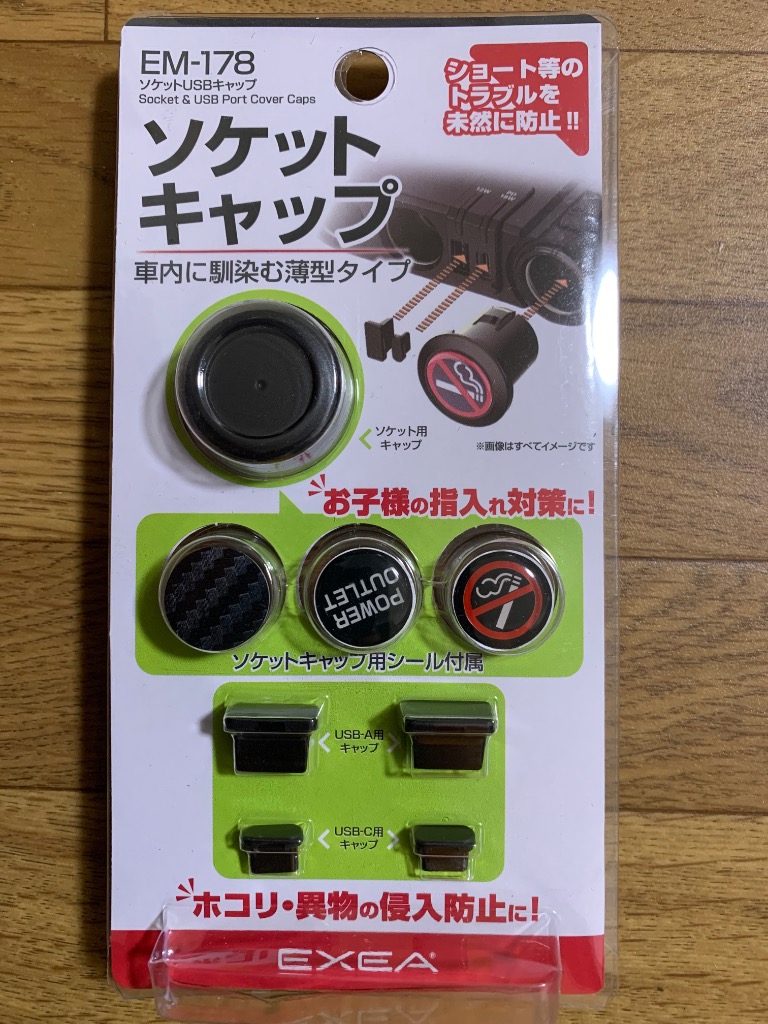 EM-178
ソケットUSBキャップ
Socket & USB Port Cover Caps
ショート等の
トラブルを
未然に防止!!
ソケット
キャップ
車内に馴染む薄型タイプ
12W
PD
18W
ソケット用
キャップ
※画像はすべてイメージです
お子様の指入れ対策に!
POWER
OUTLET
ソケットキャップ用シール付属
USB-A用
キャップ
USB-C用
キャップ
ホコリ・異物の侵入防止に!
EXEA®